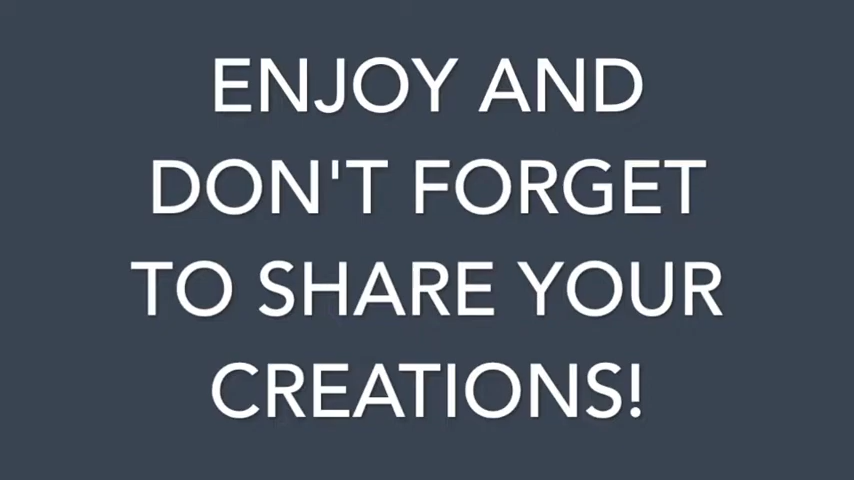 ENJOY AND
DON'T FORGET
TO SHARE YOUR
CREATIONS!